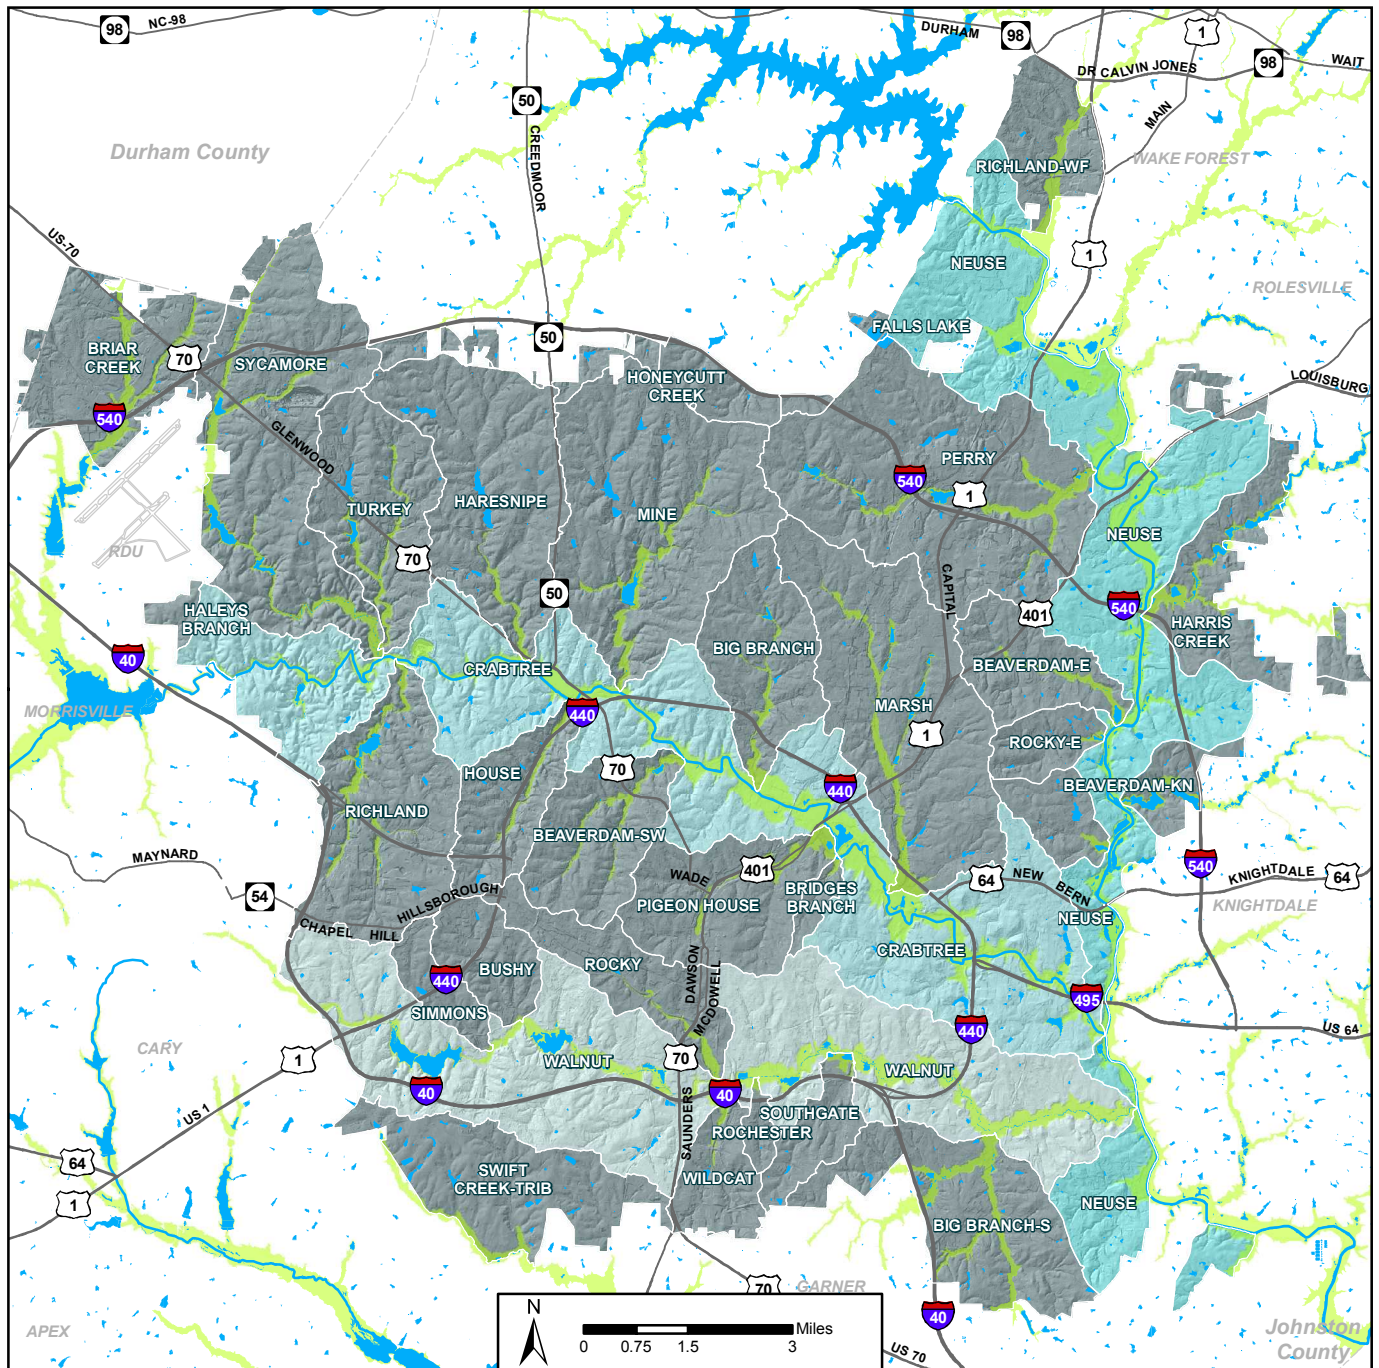 98
NC-98
DURHAM
98
1
98
WAIT
DR CALVIN JONES
MAIN
50
CREEDMOOR
Durham County
WAKE FOREST
RICHLAND-WF
US-70
NEUSE
1
ROLESVILLE
FALLS LAKE
50
BRIAR
CREEK
70
SYCAMORE
HONEYCUTT
CREEK
LOUISBURG
540
GLENWOOD
PERRY
540
1
TURKEY
HARESNIPE
MINE
NEUSE
RDU
70
CAPITAL
50
401
540
HALEYS
BRANCH
HARRIS
CREEK
40
BIG BRANCH
BEAVERDAM-E
CRABTREE
MORRISVILLE
440
MARSH
1
ROCKY-E
HOUSE
70
440
BEAVERDAM-KN
RICHLAND
BEAVERDAM-SW
MAYNARD
540
KNIGHTDALE
64
WADE
401
64
NEW BERN
54
HILLSBOROUGH
PIGEON HOUSE
BRIDGES
BRANCH
KNIGHTDALE
CHAPEL HILL
NEUSE
CRABTREE
440
BUSHY
ROCKY
DAWSON
MCDOWELL
495
SIMMONS
440
US 64
CARY
1
WALNUT
70
WALNUT
40
40
US 1
SAUNDERS
SOUTHGATE
ROCHESTER
64
SWIFT
CREEK-TRIB
WILDCAT
1
NEUSE
BIG BRANCH-S
70
GARNER
40
APEX
N
Miles
0 0.75 1.5 3
US 70
Johnston
County